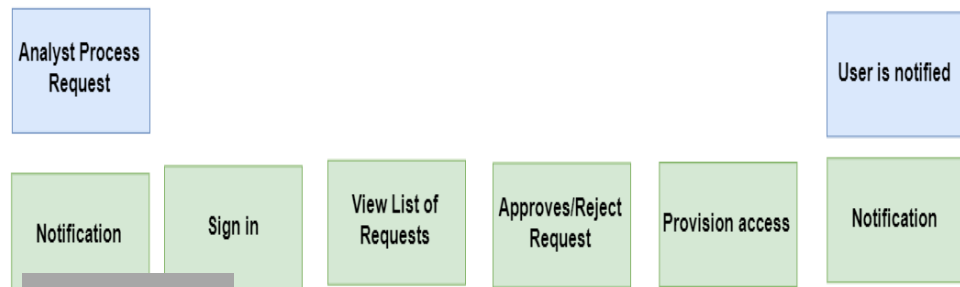 Analyst Process
Request
User is notified
Notification
Sign in
View List of
Requests
Approves/Reject
Request
Provision access
Notification